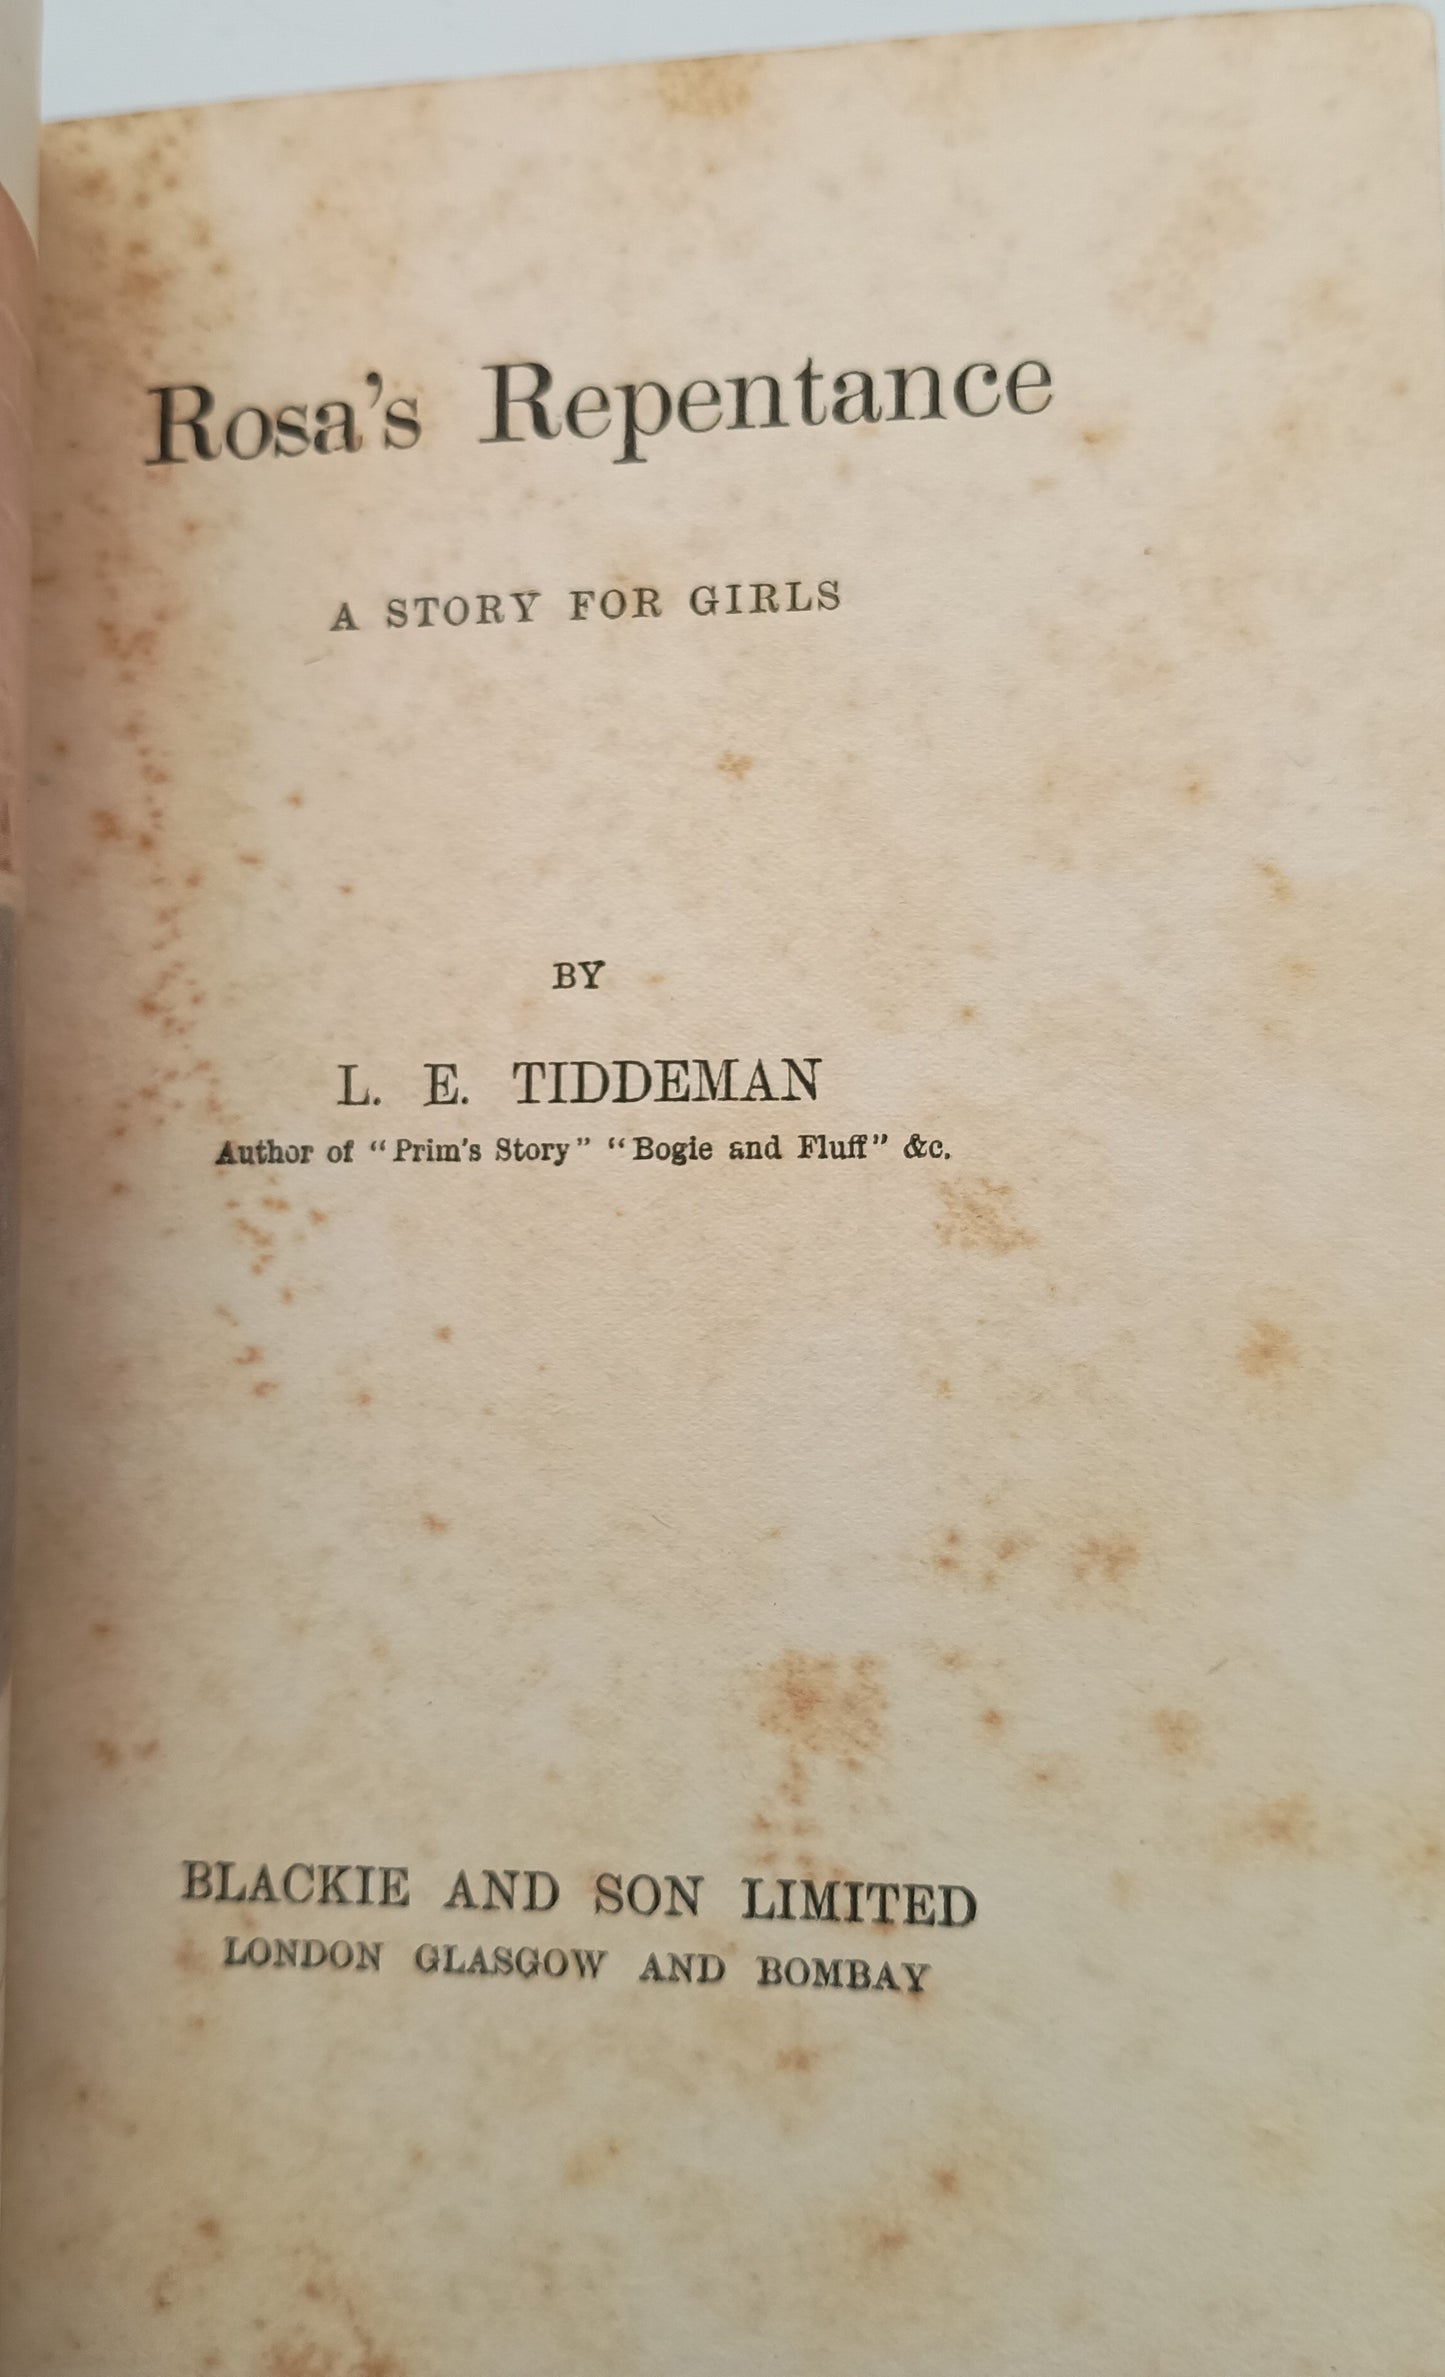 Rosa's Repentance
A STORY FOR GIRLS
BY
L. E. TIDDEMAN
Author of "Prim's Story" "Bogie and Fluff" &c.
BLACKIE AND SON LIMITED
LONDON GLASGOW AND BOMBAY